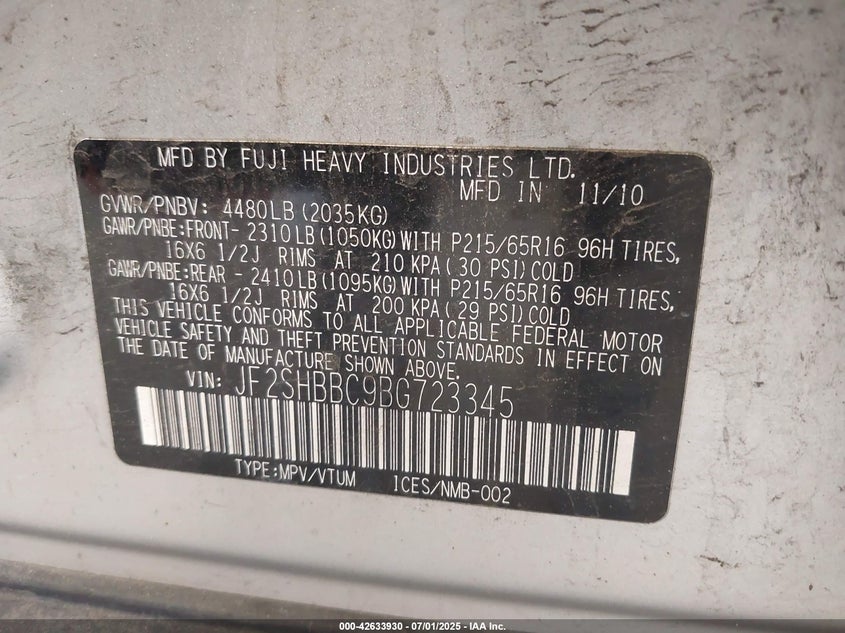 MFD BY FUJI HEAVY INDUSTRIES LTD.
MFD IN 11/10
GVWR/PNBV: 4480LB(2035KG)
GAWR/PNBE:FRONT- 2310LB(1050KG)WITH P215/65R16 96H TIRES,
16X6 1/2J RIMS AT 210 KPA(30 PSI)COLD
GAWR/PNBE:REAR - 2410LB(1095KG)WITH P215/65R16 96H TIRES,
16X6 1/2J RIMS AT 200 KPA(29 PSI)COLD
THIS VEHICLE CONFORMS TO ALL APPLICABLE FEDERAL MOTOR
VEHICLE SAFETY AND THEFT PREVENTION STANDARDS IN EFFECT ON
THE DATE OF MANUFACTURE SHOWN ABOVE.
VIN: JF2SHBBC9BG723345
TYPE:MPV/VTUM ICES/NMB-002
000-42633930 - 07/01/2025 - IAA Inc.